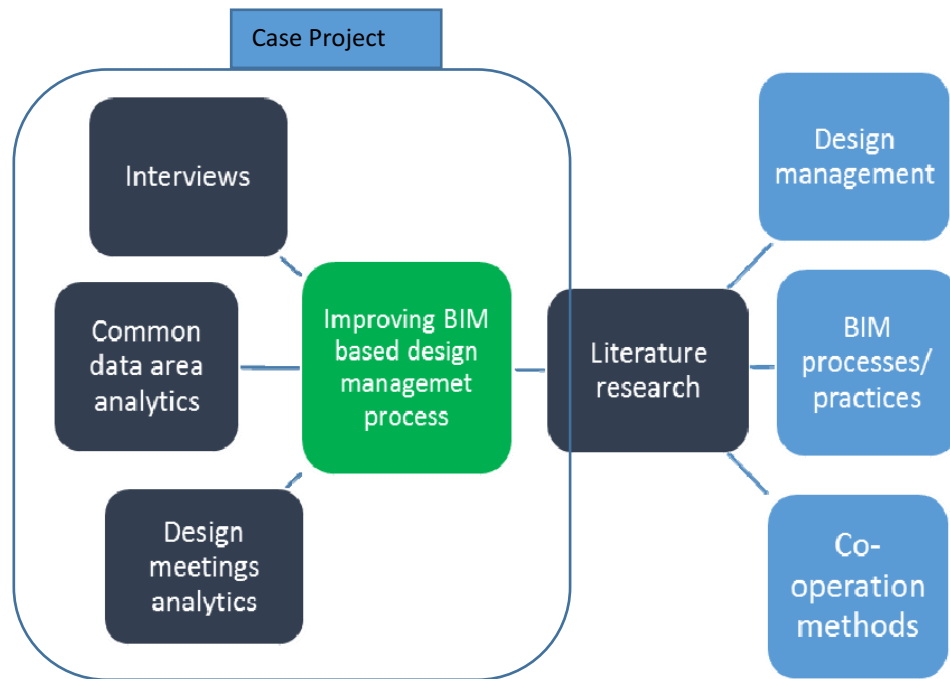 Case Project
Interviews
Common
data area
analytics
Design
meetings
analytics
Improving BIM
based design
managemet
process
Literature
research
Design
management
BIM
processes/
practices
Co-
operation
methods